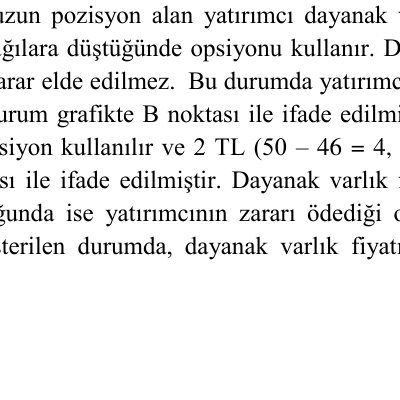 uzun pozisyon alan yatırımcı dayanak
ağılara düştüğünde opsiyonu kullanır. D
arar elde edilmez. Bu durumda yatırımc
urum grafikte B noktası ile ifade edilmi
siyon kullanılır ve 2 TL (50 – 46 = 4,
sı ile ifade edilmiştir. Dayanak varlık
ğunda ise yatırımcının zararı ödediği
terilen durumda, dayanak varlık fiyatı